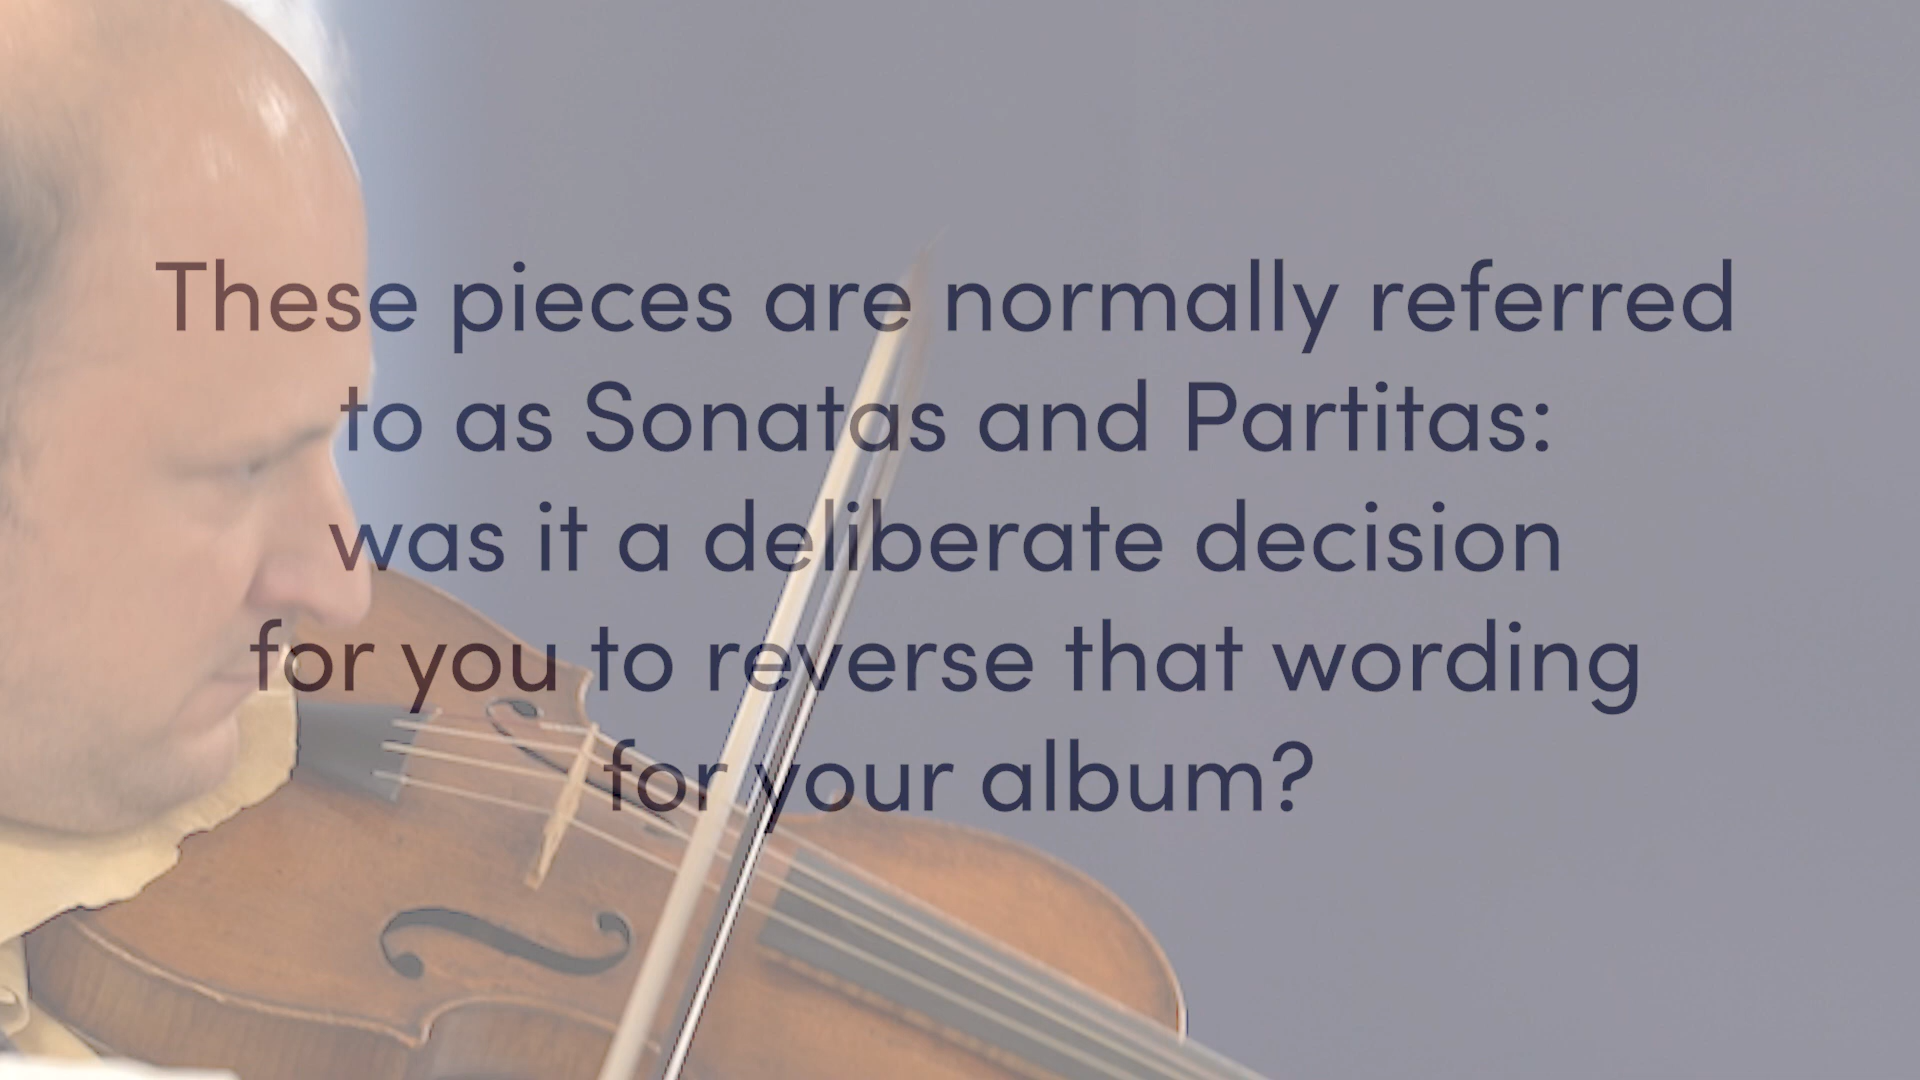 These pieces are normally referred
to as Sonatas and Partitas:
was it a deliberate decision
for you to reverse that wording
for your album?